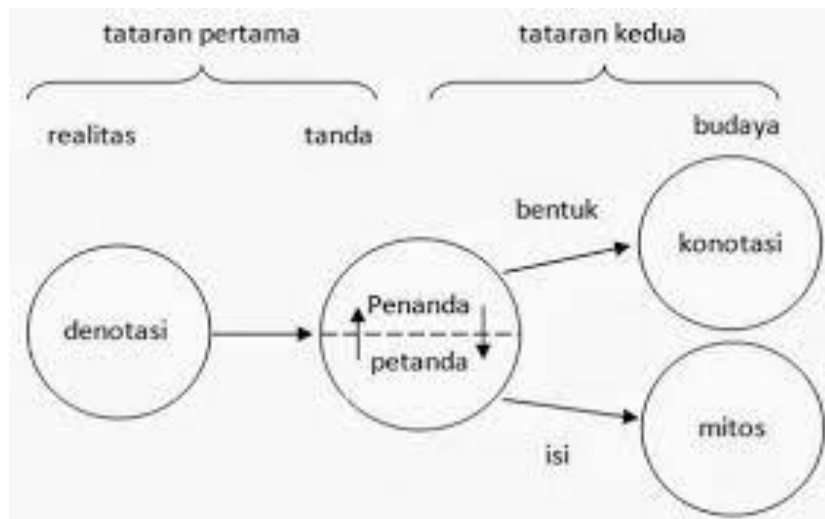 tataran pertama
tataran kedua
realitas
tanda
budaya
bentuk
konotasi
denotasi
Penanda
petanda
mitos
isi